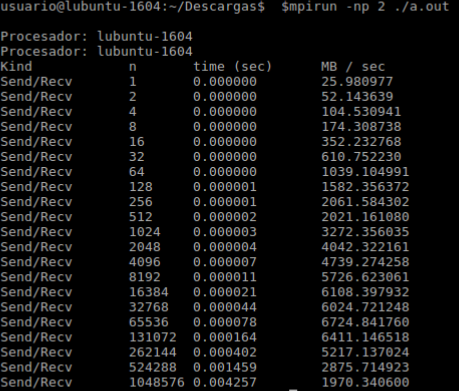 usuario@lubuntu-1604:~/Descargas$ $mpirun -np 2 ./a.out
Procesador: lubuntu-1604
Procesador: lubuntu-1604
Kind n time (sec) MB / sec
Send/Recv 1 0.000000 25.980977
Send/Recv 2 0.000000 52.143639
Send/Recv 4 0.000000 104.530941
Send/Recv 8 0.000000 174.308738
Send/Recv 16 0.000000 352.232768
Send/Recv 32 0.000000 610.752230
Send/Recv 64 0.000000 1039.104991
Send/Recv 128 0.000001 1582.356372
Send/Recv 256 0.000001 2061.584302
Send/Recv 512 0.000002 2021.161080
Send/Recv 1024 0.000003 3272.356035
Send/Recv 2048 0.000004 4042.322161
Send/Recv 4096 0.000007 4739.274258
Send/Recv 8192 0.000011 5726.623061
Send/Recv 16384 0.000021 6108.397932
Send/Recv 32768 0.000044 6024.721248
Send/Recv 65536 0.000078 6724.841760
Send/Recv 131072 0.000164 6411.146518
Send/Recv 262144 0.000402 5217.137024
Send/Recv 524288 0.001459 2875.714923
Send/Recv 1048576 0.004257 1970.340600